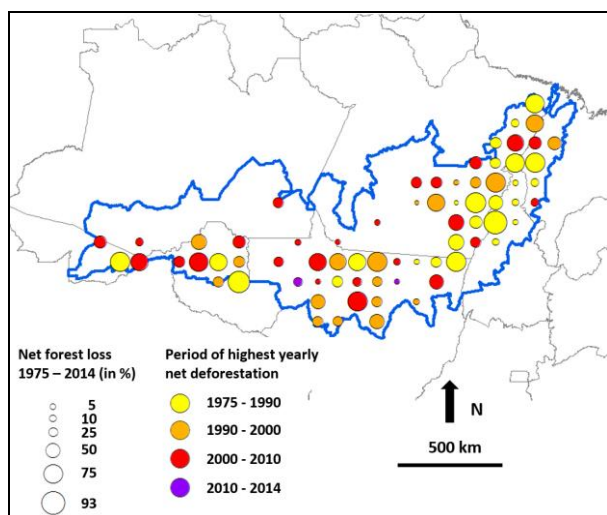 Net forest loss
1975 – 2014 (in %)
5
10
25
50
75
93
Period of highest yearly
net deforestation
1975 - 1990
1990 - 2000
2000 - 2010
2010 - 2014
N
500 km